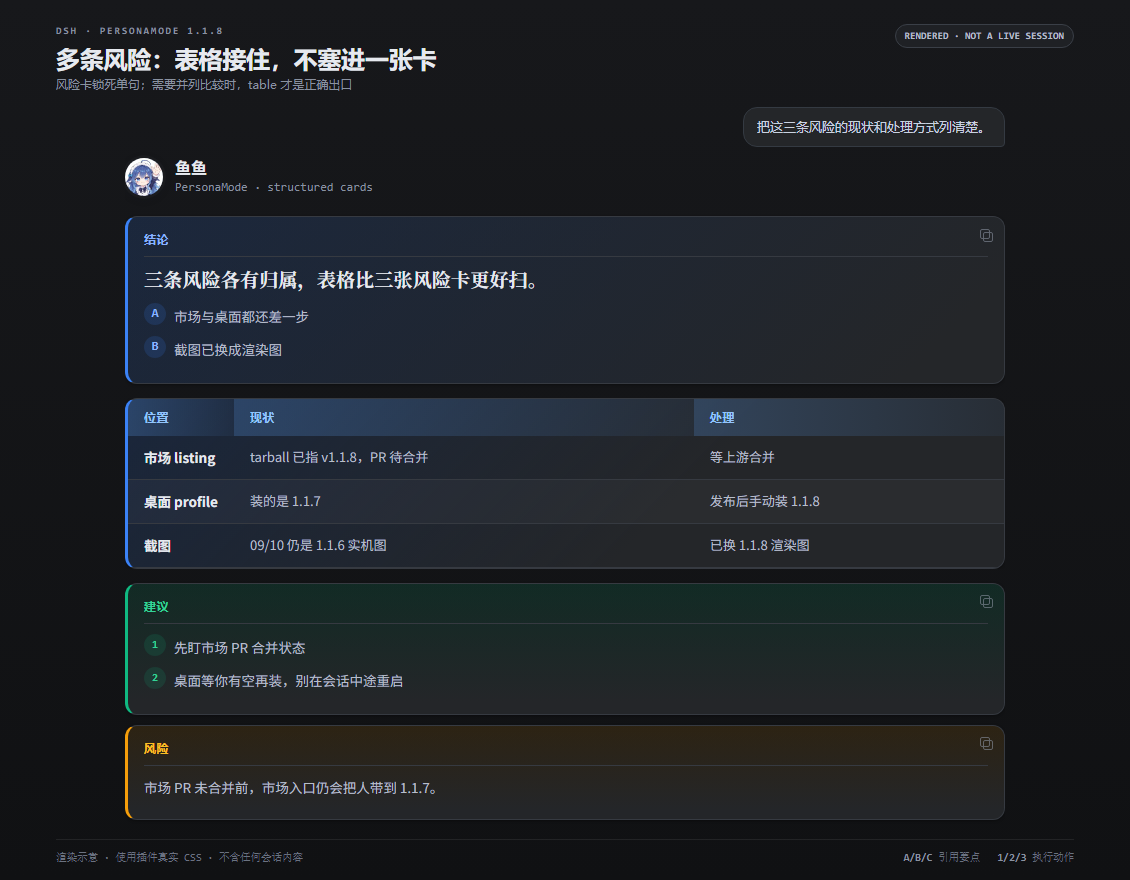 DSH · PERSONAMODE 1.1.8
RENDERED · NOT A LIVE SESSION
多条风险：表格接住，不塞进一张卡
风险卡锁死单句；需要并列比较时，table 才是正确出口
把这三条风险的现状和处理方式列清楚。
鱼鱼
PersonaMode · structured cards
结论
三条风险各有归属，表格比三张风险卡更好扫。
A 市场与桌面都还差一步
B 截图已换成渲染图
位置 现状 处理
市场 listing tarball 已指 v1.1.8，PR 待合并 等上游合并
桌面 profile 装的是 1.1.7 发布后手动装 1.1.8
截图 09/10 仍是 1.1.6 实机图 已换 1.1.8 渲染图
建议
1 先盯市场 PR 合并状态
2 桌面等你有空再装，别在会话中途重启
风险
市场 PR 未合并前，市场入口仍会把人带到 1.1.7。
渲染示意 · 使用插件真实 CSS · 不含任何会话内容
A/B/C 引用要点 1/2/3 执行动作